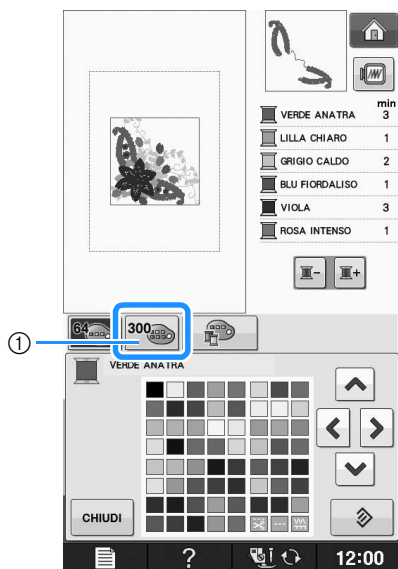 min
VERDE ANATRA 3
LILLA CHIARO 1
GRIGIO CALDO 2
BLU FIORDALISO 1
VIOLA 3
ROSA INTENSO 1
- +
64 300
1
VERDE ANATRA
CHIUDI
? 12:00